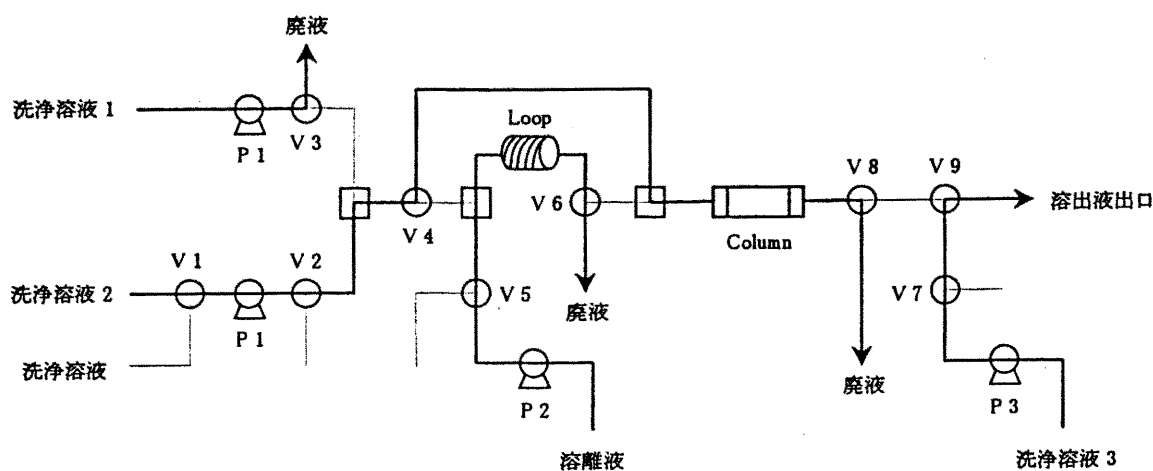 廃液
洗浄溶液 1
P 1
V 3
Loop
V 8
V 9
V 4
V 6
Column
溶出液出口
V 1
V 2
洗浄溶液 2
P 1
V 5
廃液
V 7
洗浄溶液
P 2
廃液
P 3
溶離液
洗浄溶液 3